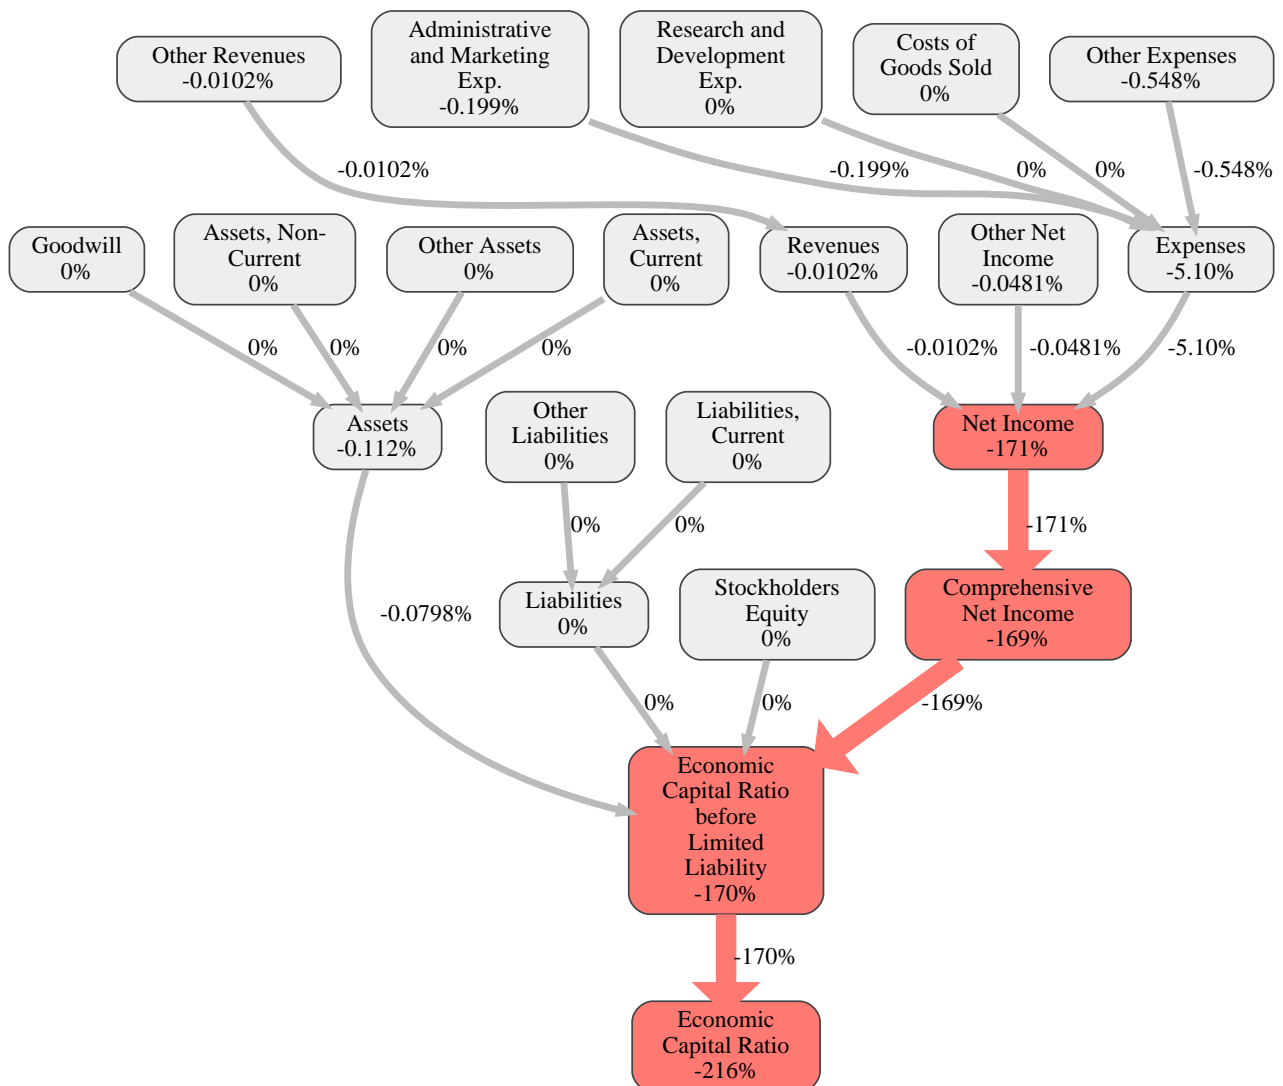 Other Revenues
-0.0102%
Administrative
and Marketing
Exp.
-0.199%
Research and
Development
Exp.
0%
Costs of
Goods Sold
0%
Other Expenses
-0.548%
-0.0102%
-0.199%
0%
0%
-0.548%
Goodwill
0%
Assets, Non-
Current
0%
Other Assets
0%
Assets,
Current
0%
Revenues
-0.0102%
Other Net
Income
-0.0481%
Expenses
-5.10%
0%
0%
0%
0%
-0.0102%
-0.0481%
-5.10%
Assets
-0.112%
Other
Liabilities
0%
Liabilities,
Current
0%
Net Income
-171%
0%
0%
-171%
-0.0798%
Liabilities
0%
Stockholders
Equity
0%
Comprehensive
Net Income
-169%
0%
0%
-169%
Economic
Capital Ratio
before
Limited
Liability
-170%
-170%
Economic
Capital Ratio
-216%